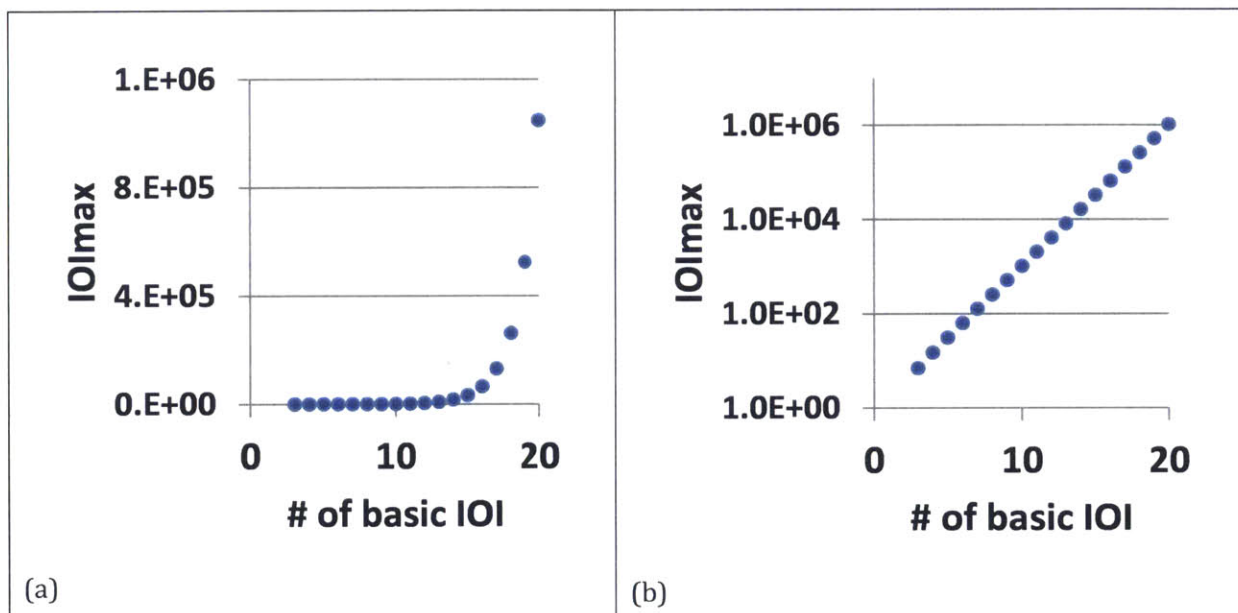 1.E+06
8.E+05
4.E+05
0.E+00
IOImax
0 10 20
# of basic IOI
(a)
1.0E+06
1.0E+04
1.0E+02
1.0E+00
IOImax
0 10 20
# of basic IOI
(b)